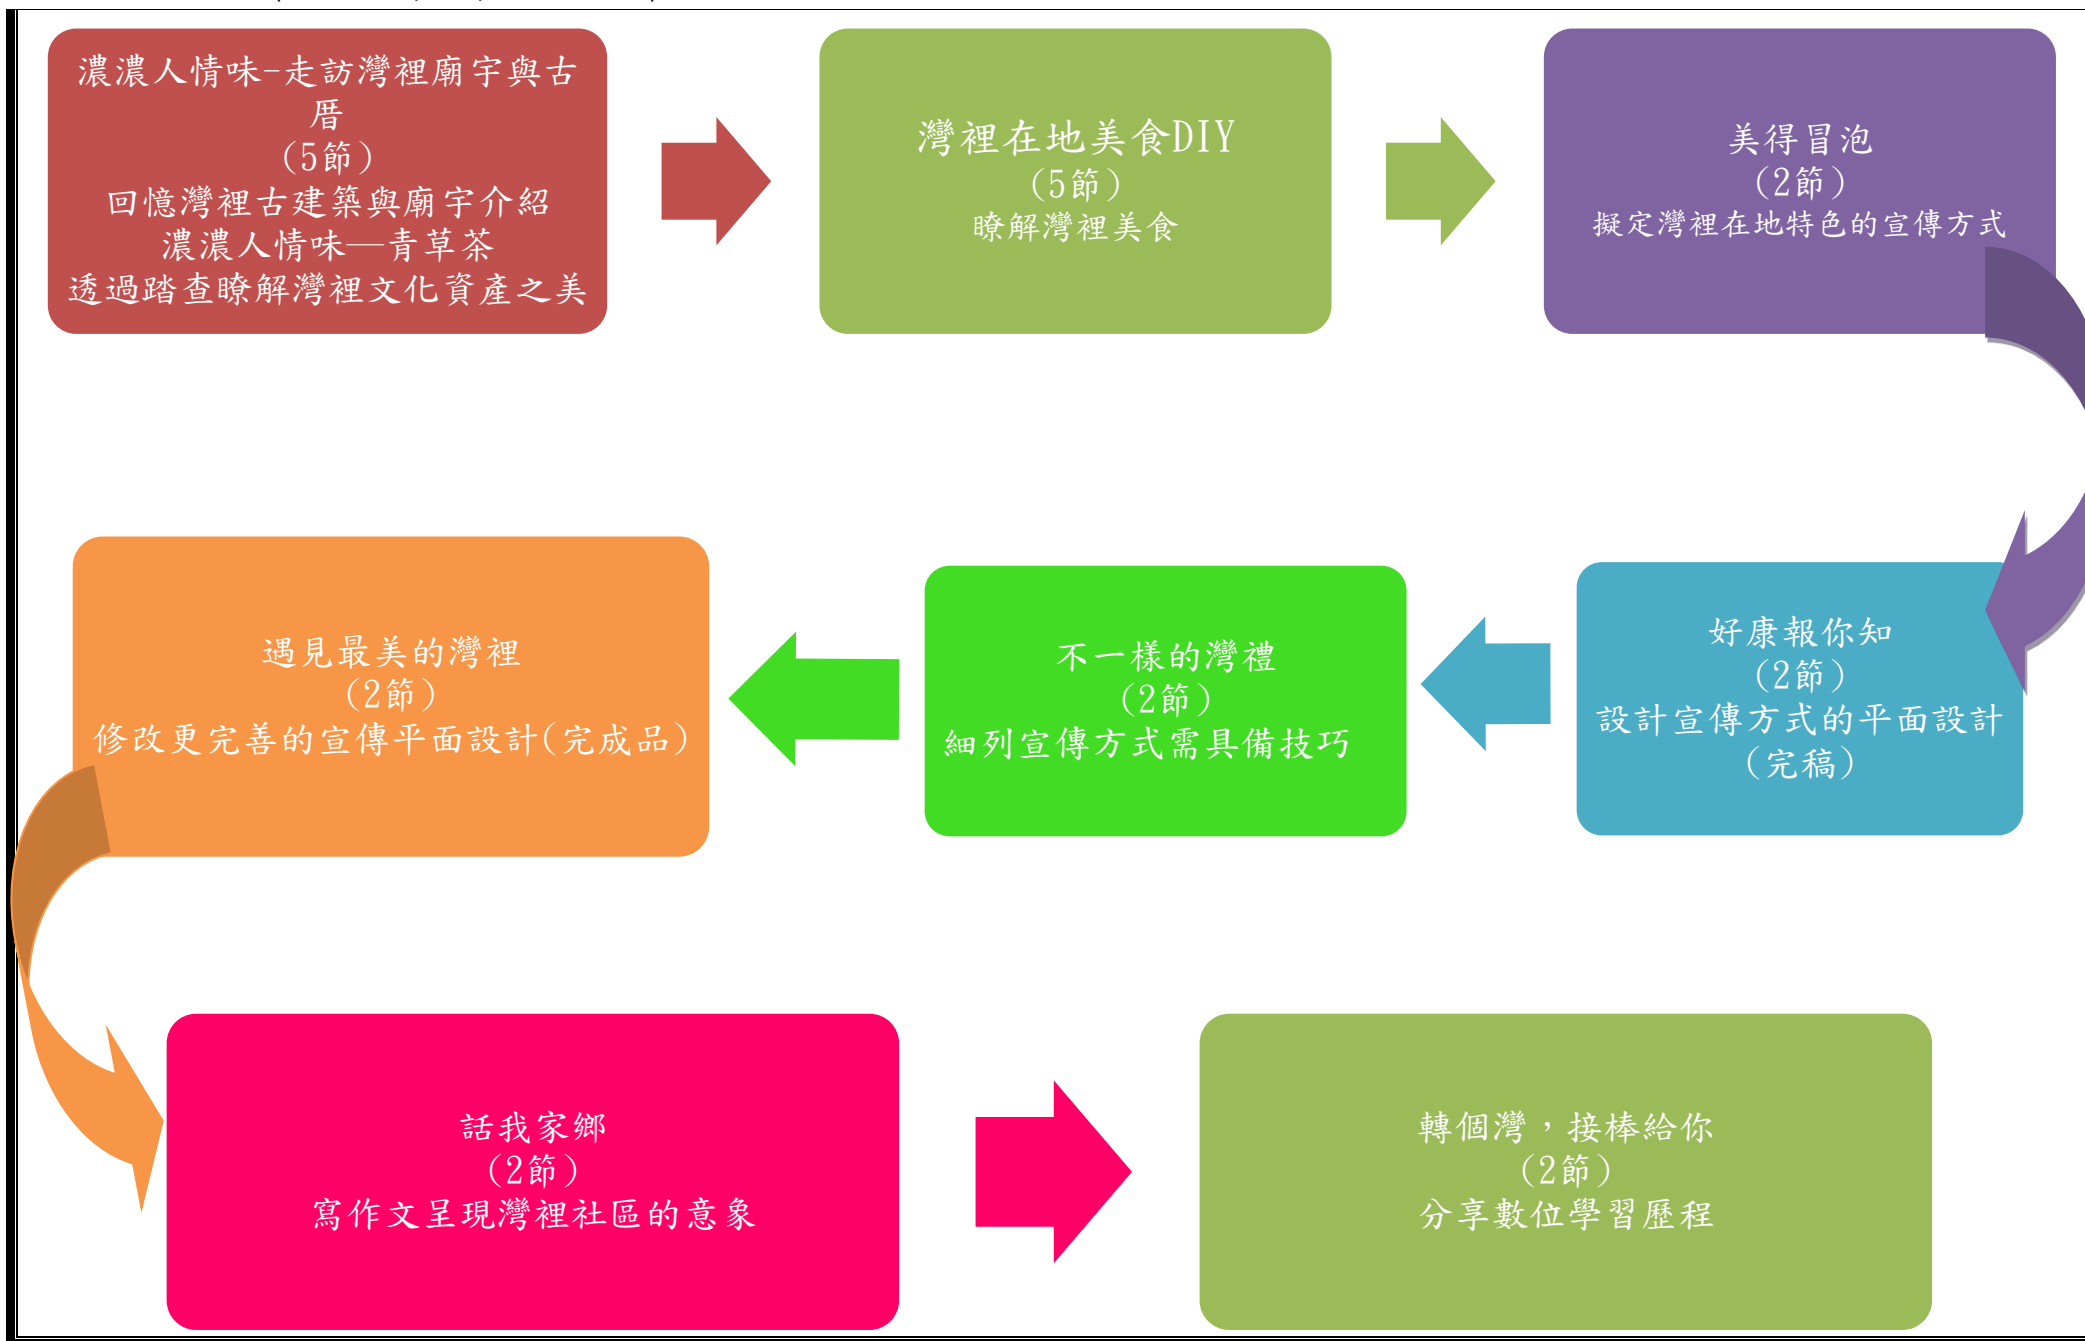 濃濃人情味-走訪灣裡廟宇與古
厝
(5節)
回憶灣裡古建築與廟宇介紹
濃濃人情味—青草茶
透過踏查瞭解灣裡文化資產之美
灣裡在地美食DIY
(5節)
瞭解灣裡美食
美得冒泡
(2節)
擬定灣裡在地特色的宣傳方式
好康報你知
(2節)
設計宣傳方式的平面設計
(完稿)
不一樣的灣禮
(2節)
細列宣傳方式需具備技巧
遇見最美的灣裡
(2節)
修改更完善的宣傳平面設計(完成品)
話我家鄉
(2節)
寫作文呈現灣裡社區的意象
轉個灣，接棒給你
(2節)
分享數位學習歷程